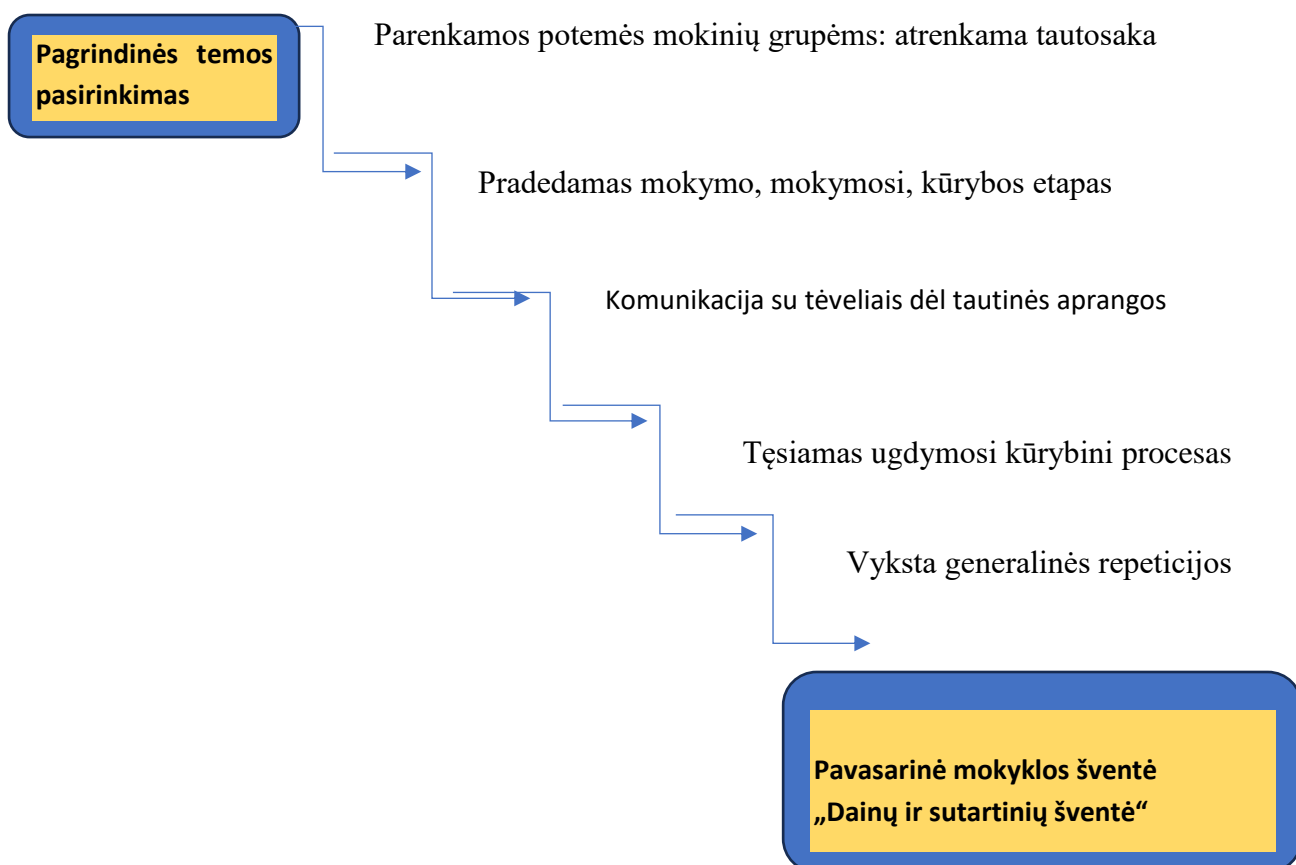 Parenkamos potemės mokinių grupėms: atrenkama tautosaka
Pagrindinės temos
pasirinkimas
Pradedamas mokymo, mokymosi, kūrybos etapas
Komunikacija su tėveliais dėl tautinės aprangos
Tęsiamas ugdymosi kūrybini procesas
Vyksta generalinės repeticijos
Pavasarinė mokyklos šventė
„Dainų ir sutartinių šventė“